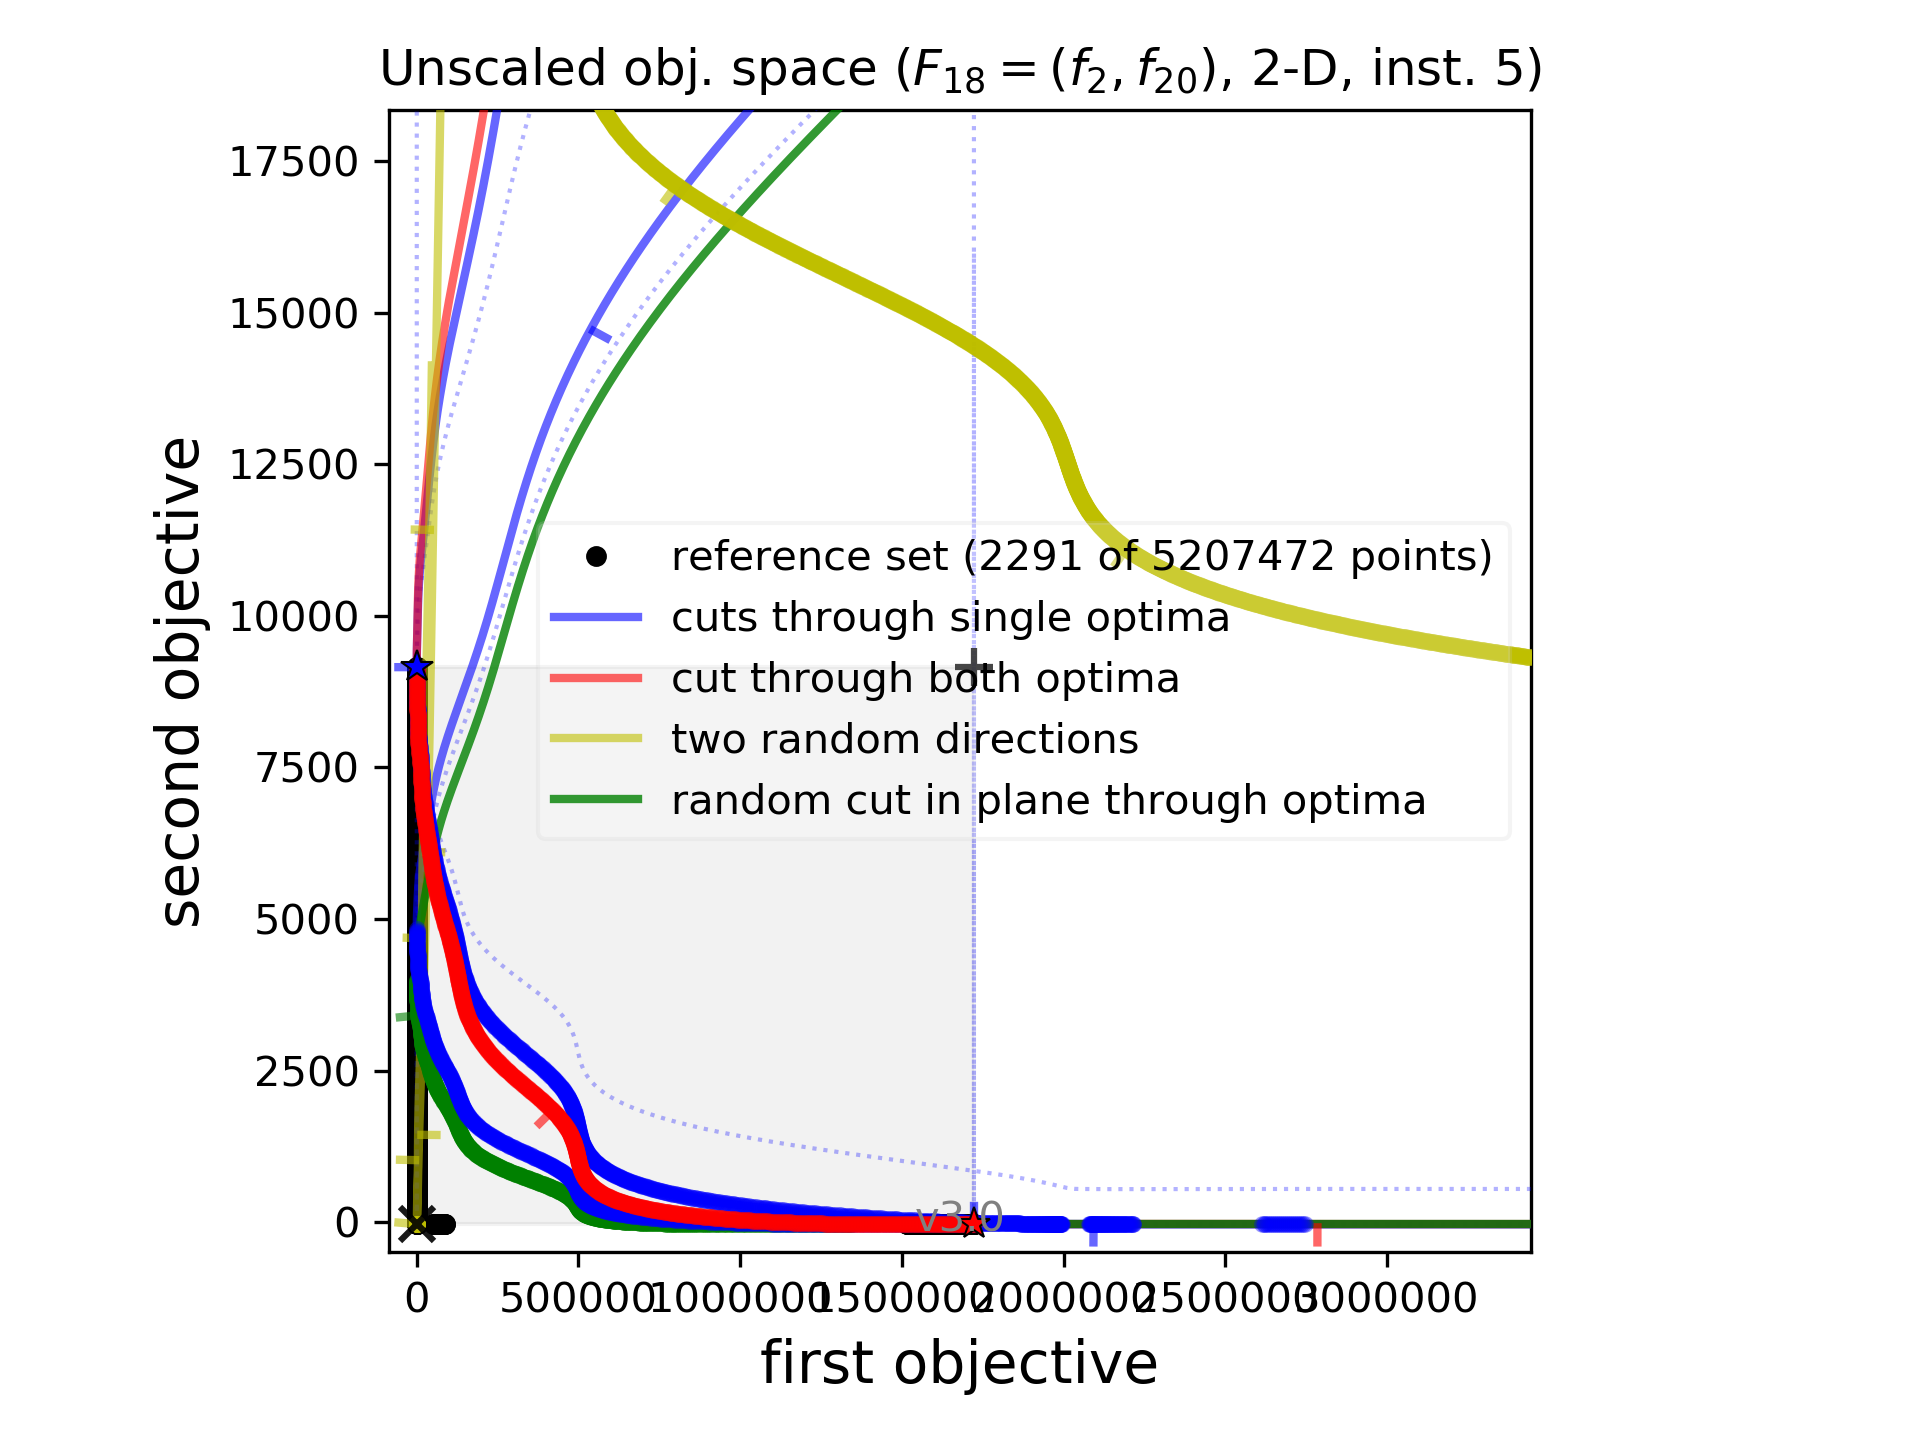 Unscaled obj. space (F₁₈ = (f₂, f₂₀), 2-D, inst. 5)
17500
15000
12500
10000
7500
5000
2500
0
second objective
reference set (2291 of 5207472 points)
cuts through single optima
cut through both optima
two random directions
random cut in plane through optima
v3.0
0 500000 1000000 1500000 2000000 2500000 3000000
first objective